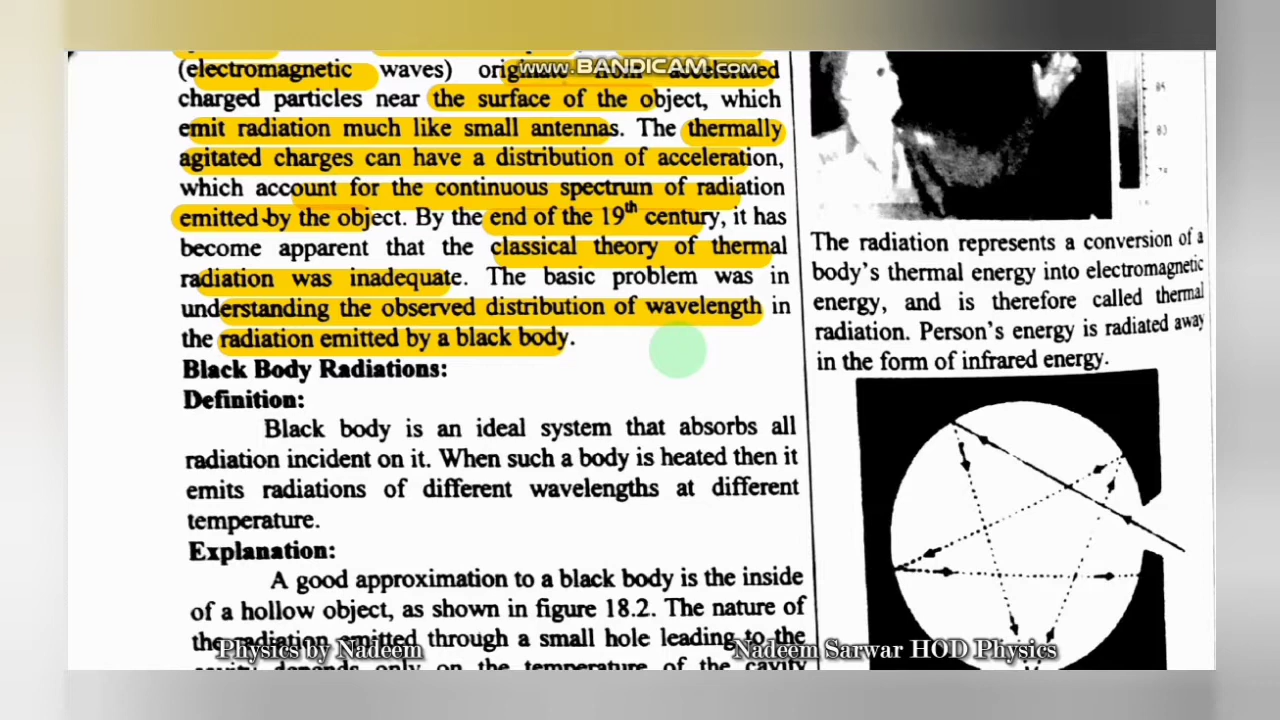 www.BANDICAM.com
(electromagnetic waves) originate from accelerated
charged particles near the surface of the object, which
emit radiation much like small antennas. The thermally
agitated charges can have a distribution of acceleration,
which account for the continuous spectrum of radiation
emitted by the object. By the end of the 19th century, it has
become apparent that the classical theory of thermal
radiation was inadequate. The basic problem was in
understanding the observed distribution of wavelength in
the radiation emitted by a black body.
Black Body Radiations:
Definition:
Black body is an ideal system that absorbs all
radiation incident on it. When such a body is heated then it
emits radiations of different wavelengths at different
temperature.
Explanation:
A good approximation to a black body is the inside
of a hollow object, as shown in figure 18.2. The nature of
the radiation emitted through a small hole leading to the
cavity depends only on the temperature of the cavity
The radiation represents a conversion of a
body's thermal energy into electromagnetic
energy, and is therefore called thermal
radiation. Person's energy is radiated away
in the form of infrared energy.
Physics by Nadeem
Nadeem Sarwar HOD Physics